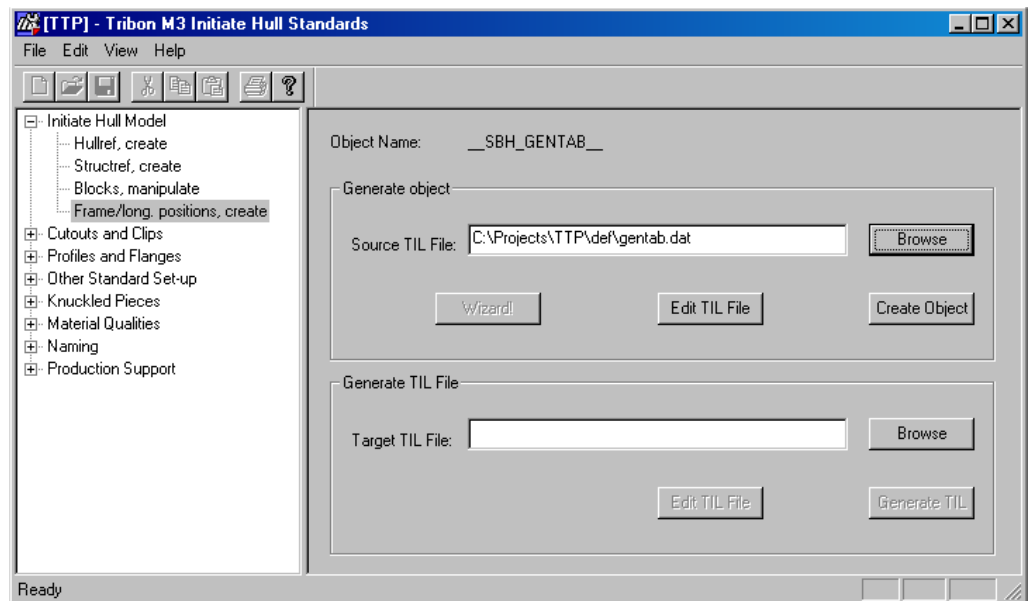 [TTP] - Tribon M3 Initiate Hull Standards
File Edit View Help
Initiate Hull Model
Hullref, create
Structref, create
Blocks, manipulate
Frame/long. positions, create
Cutouts and Clips
Profiles and Flanges
Other Standard Set-up
Knuckled Pieces
Material Qualities
Naming
Production Support
Object Name: __SBH_GENTAB__
Generate object
Source TIL File: C:\Projects\TTP\def\gentab.dat Browse
Wizard! Edit TIL File Create Object
Generate TIL File
Target TIL File: Browse
Edit TIL File Generate TIL
Ready